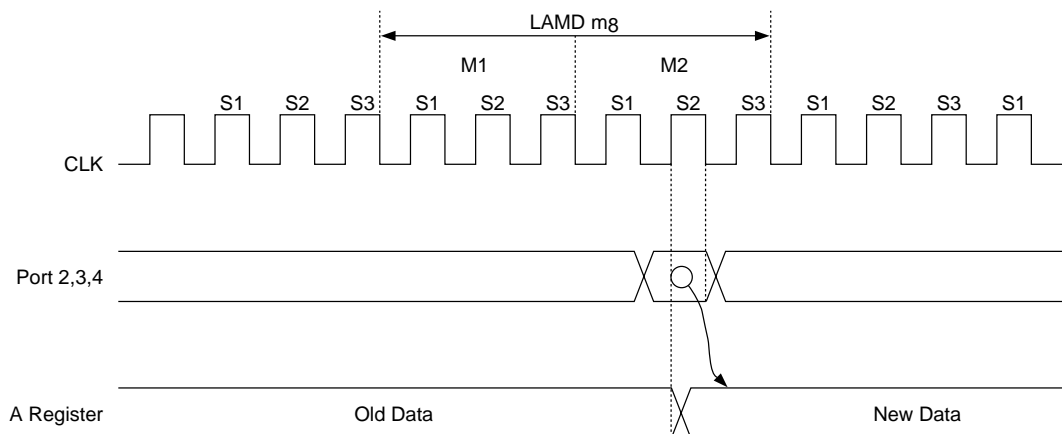 LAMD m8
M1 M2
S1 S2 S3 S1 S2 S3 S1 S2 S3 S1 S2 S3 S1
CLK
Port 2,3,4
A Register Old Data New Data